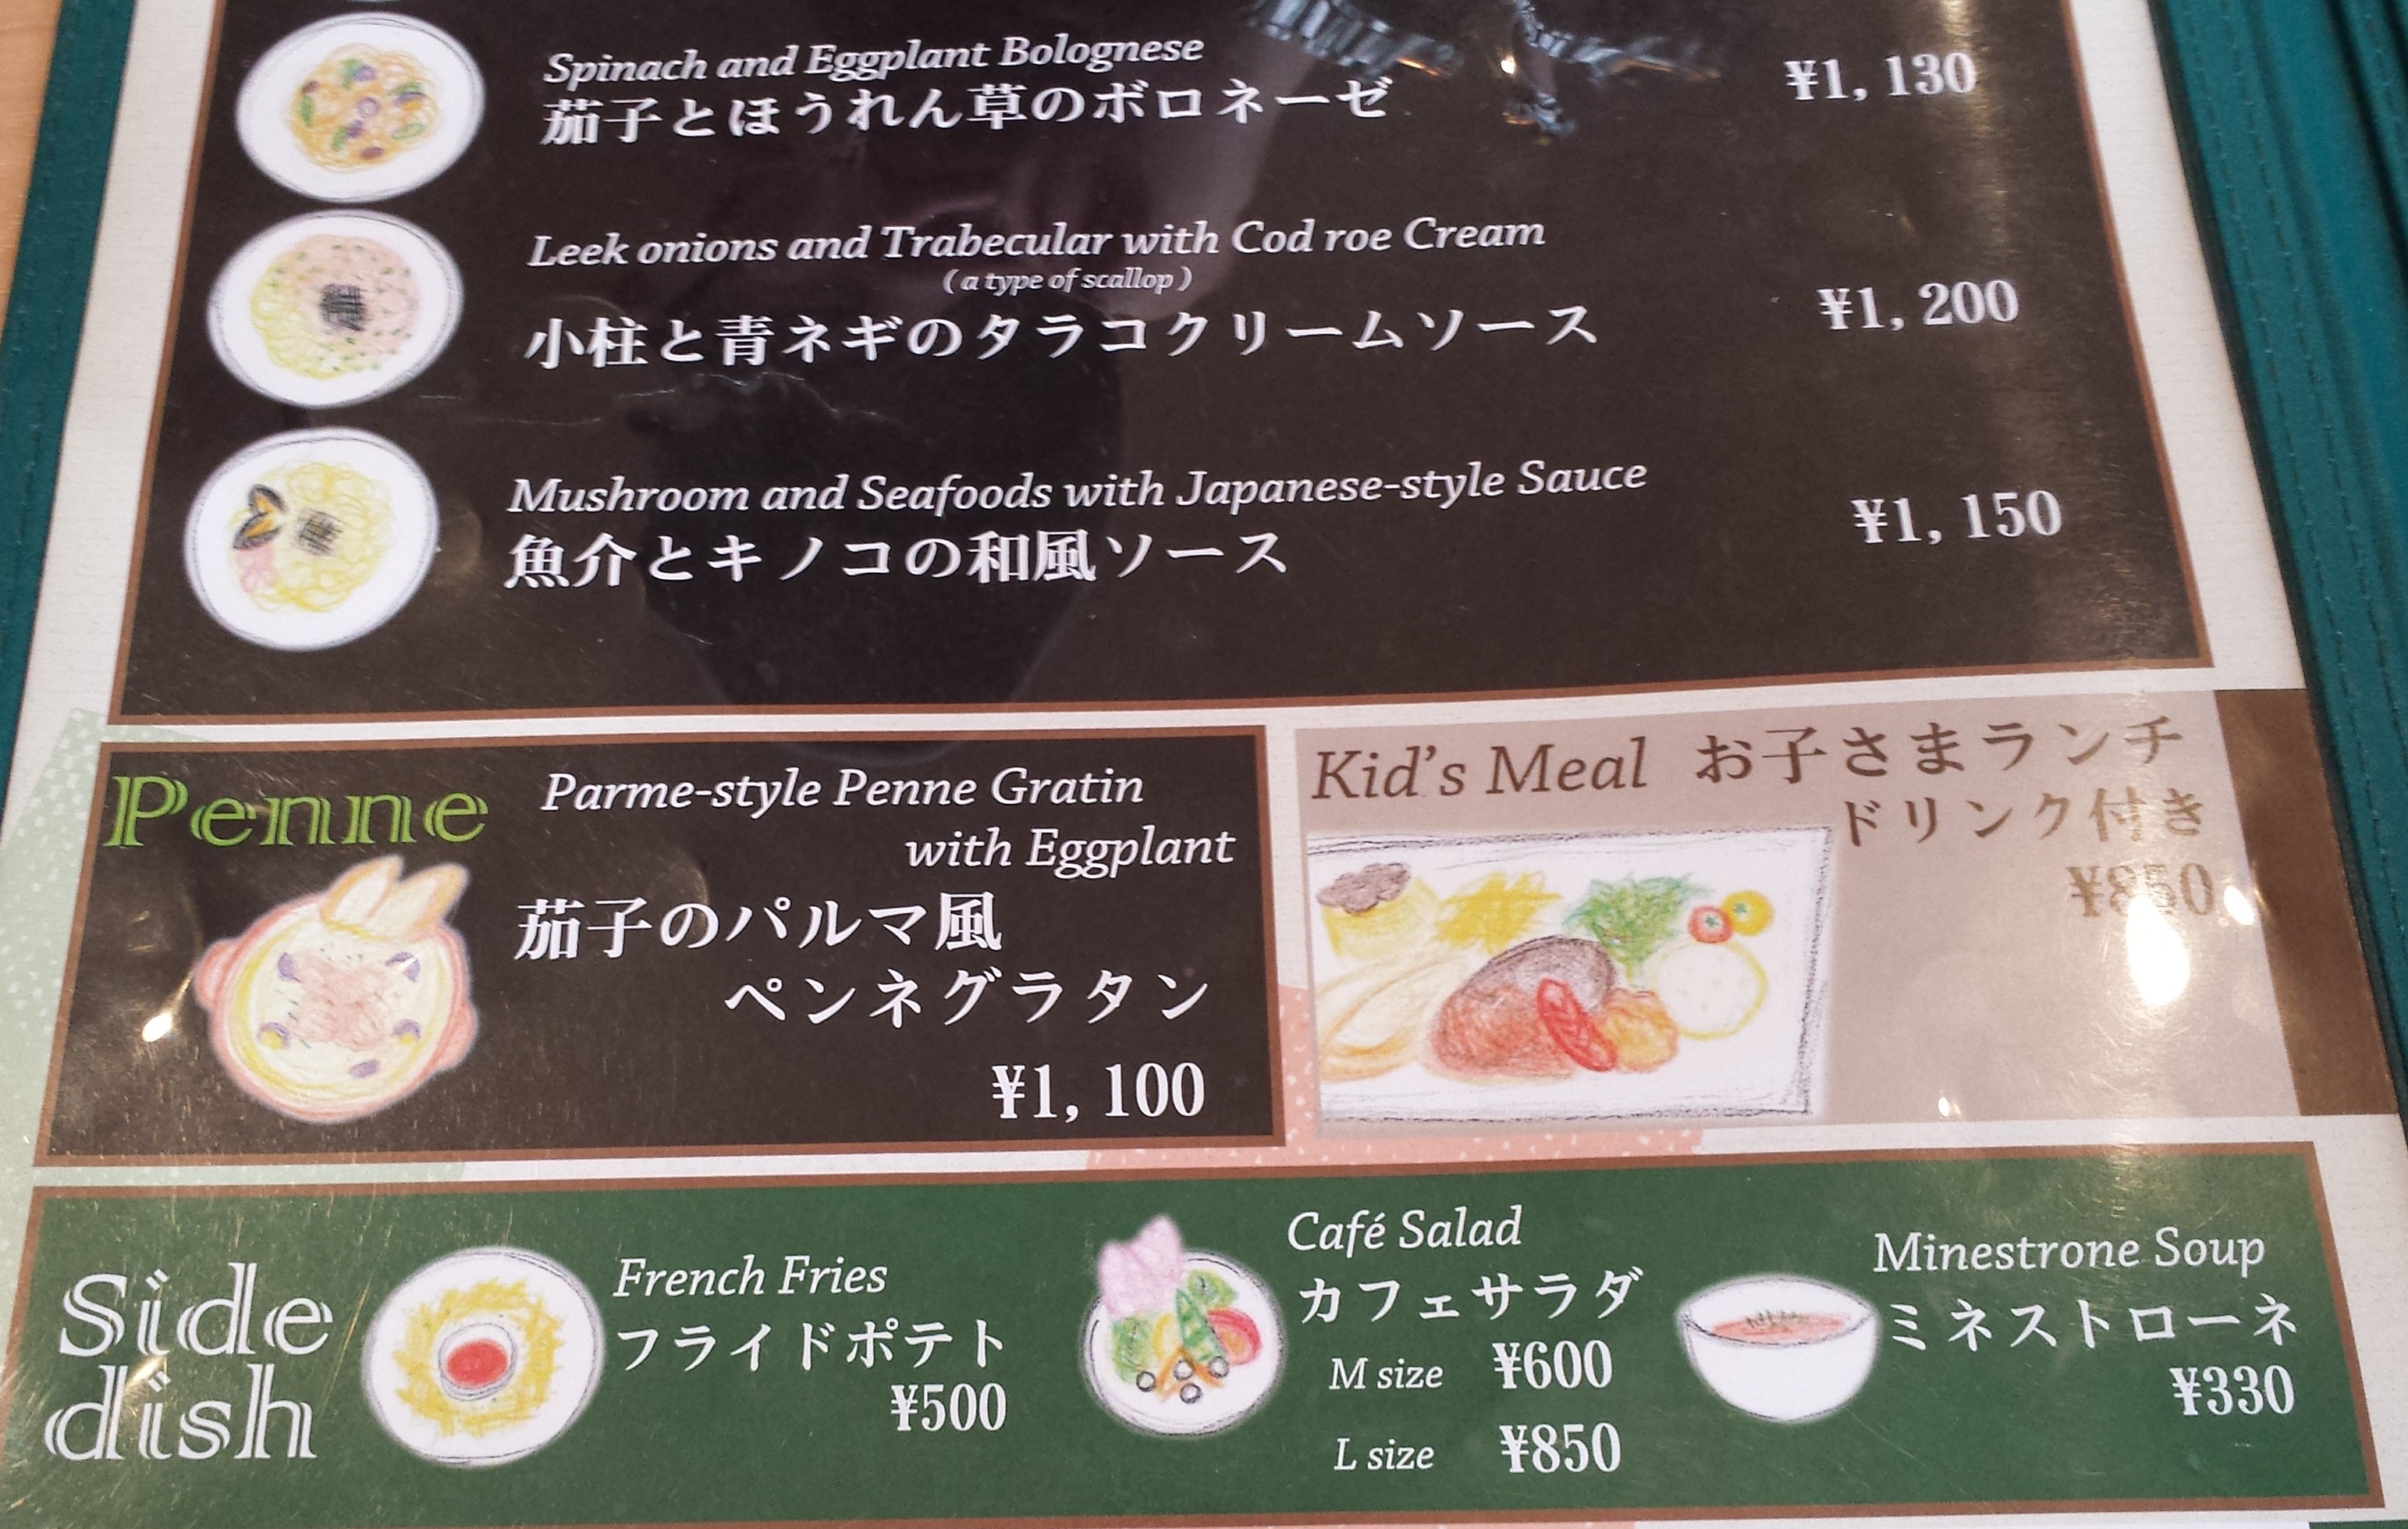 Spinach and Eggplant Bolognese
茄子とほうれん草のボロネーゼ
¥1,130
Leek onions and Trabecular with Cod roe Cream
(a type of scallop)
小柱と青ネギのタラコクリームソース
¥1,200
Mushroom and Seafoods with Japanese-style Sauce
魚介とキノコの和風ソース
¥1,150
Penne
Parme-style Penne Gratin
with Eggplant
茄子のパルマ風
ペンネグラタン
¥1,100
Kid's Meal お子さまランチ
ドリンク付き
¥850
Side
dish
French Fries
フライドポテト
¥500
Café Salad
カフェサラダ
M size ¥600
L size ¥850
Minestrone Soup
ミネストローネ
¥330